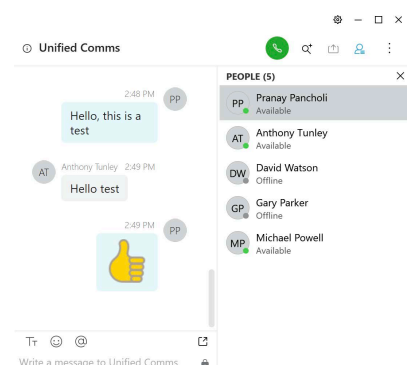 Unified Comms
PEOPLE (5)
2:48 PM
PP
Hello, this is a
test
AT
Anthony Tunley 2:49 PM
Hello test
2:49 PM
PP
PP
Pranay Pancholi
Available
AT
Anthony Tunley
Available
DW
David Watson
Offline
GP
Gary Parker
Offline
MP
Michael Powell
Available
TT
@
Write a message to Unified Comms